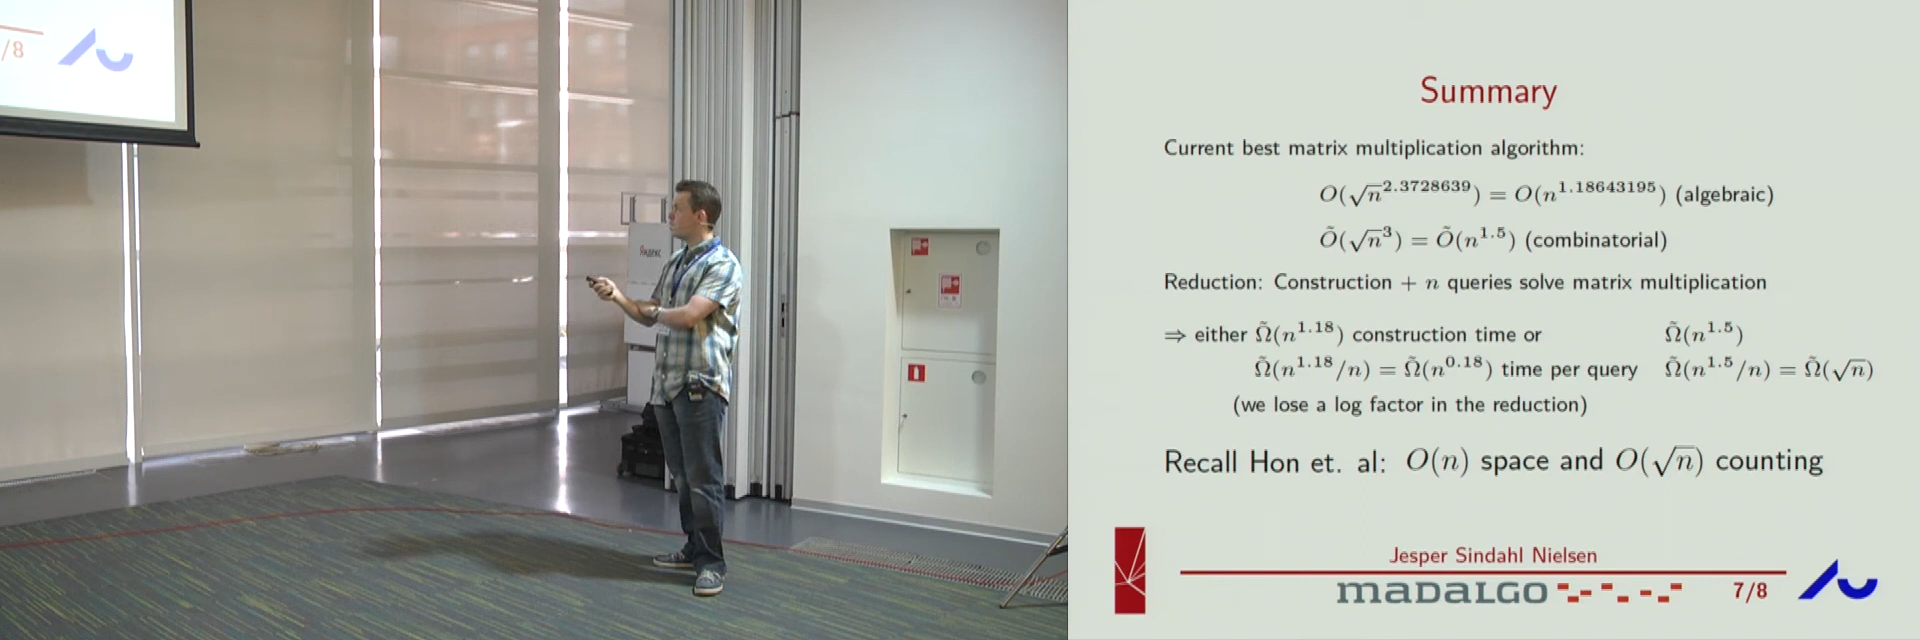 /8
Яндекс
Summary
Current best matrix multiplication algorithm:
O(√n^2.3728639) = O(n^1.18643195) (algebraic)
Õ(√n^3) = Õ(n^1.5) (combinatorial)
Reduction: Construction + n queries solve matrix multiplication
⇒ either Ω̃(n^1.18) construction time or Ω̃(n^1.5)
Ω̃(n^1.18/n) = Ω̃(n^0.18) time per query Ω̃(n^1.5/n) = Ω̃(√n)
(we lose a log factor in the reduction)
Recall Hon et. al: O(n) space and O(√n) counting
Jesper Sindahl Nielsen
maDaLGO
7/8